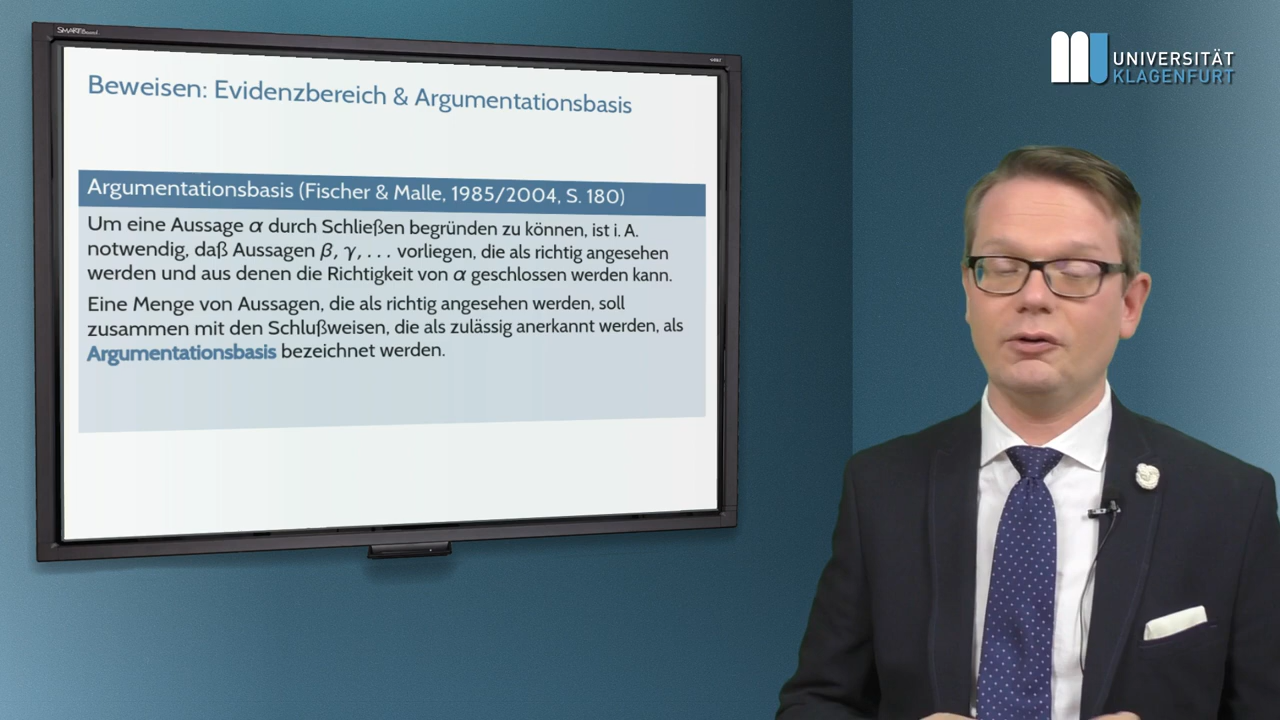 SMART Board
UNIVERSITÄT
KLAGENFURT
Beweisen: Evidenzbereich & Argumentationsbasis
Argumentationsbasis (Fischer & Malle, 1985/2004, S. 180)
Um eine Aussage α durch Schließen begründen zu können, ist i. A.
notwendig, daß Aussagen β, γ, . . . vorliegen, die als richtig angesehen
werden und aus denen die Richtigkeit von α geschlossen werden kann.
Eine Menge von Aussagen, die als richtig angesehen werden, soll
zusammen mit den Schlußweisen, die als zulässig anerkannt werden, als
Argumentationsbasis bezeichnet werden.